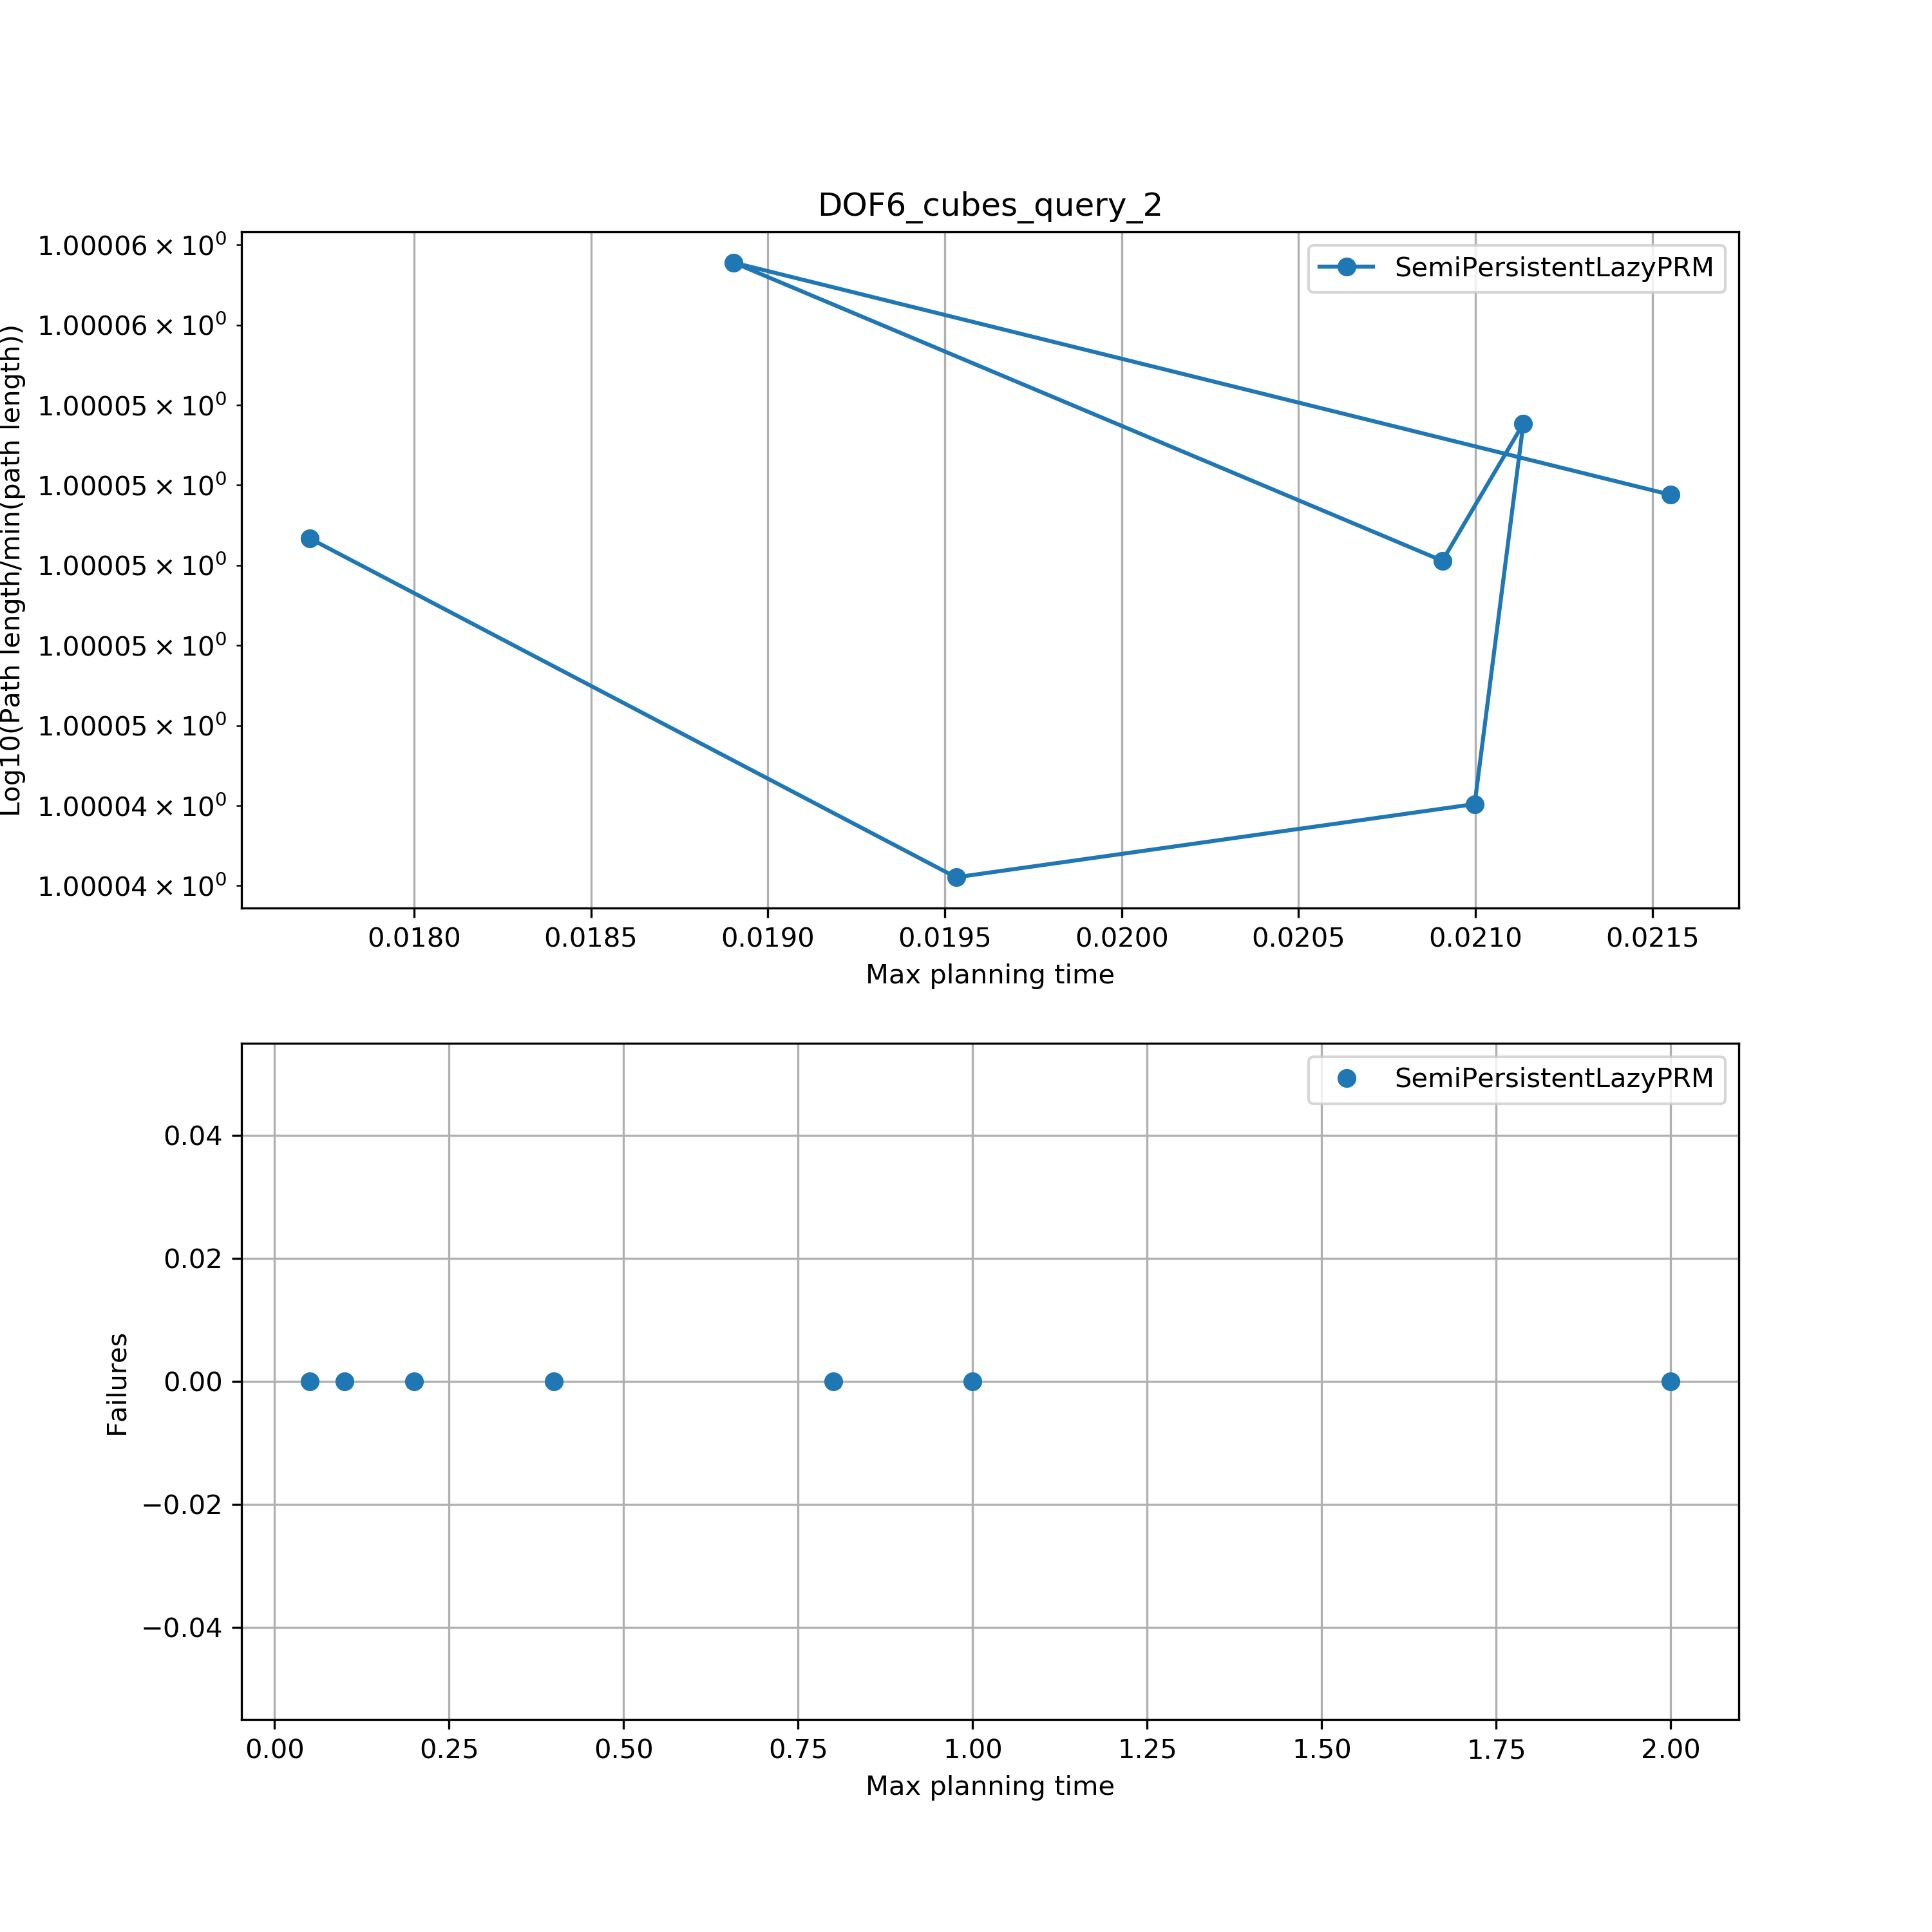 DOF6_cubes_query_2
Log10(Path length/min(path length))
1.00006 × 10⁰
1.00006 × 10⁰
1.00005 × 10⁰
1.00005 × 10⁰
1.00005 × 10⁰
1.00005 × 10⁰
1.00005 × 10⁰
1.00004 × 10⁰
1.00004 × 10⁰
SemiPersistentLazyPRM
0.0180 0.0185 0.0190 0.0195 0.0200 0.0205 0.0210 0.0215
Max planning time
SemiPersistentLazyPRM
Failures
0.04
0.02
0.00
−0.02
−0.04
0.00 0.25 0.50 0.75 1.00 1.25 1.50 1.75 2.00
Max planning time